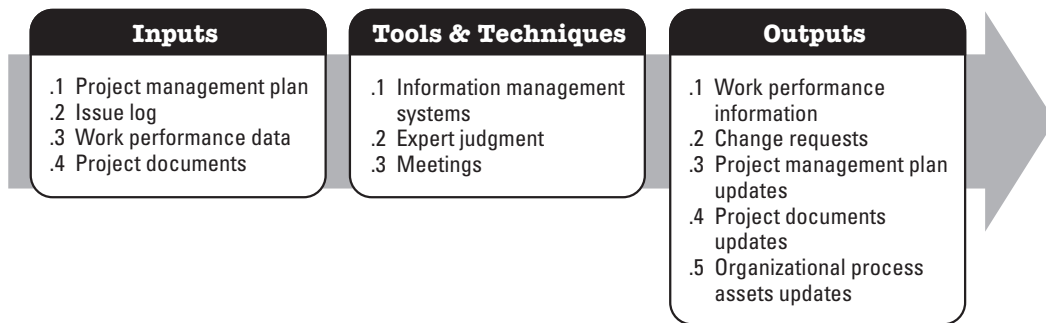 Inputs
.1 Project management plan
.2 Issue log
.3 Work performance data
.4 Project documents
Tools & Techniques
.1 Information management
systems
.2 Expert judgment
.3 Meetings
Outputs
.1 Work performance
information
.2 Change requests
.3 Project management plan
updates
.4 Project documents
updates
.5 Organizational process
assets updates